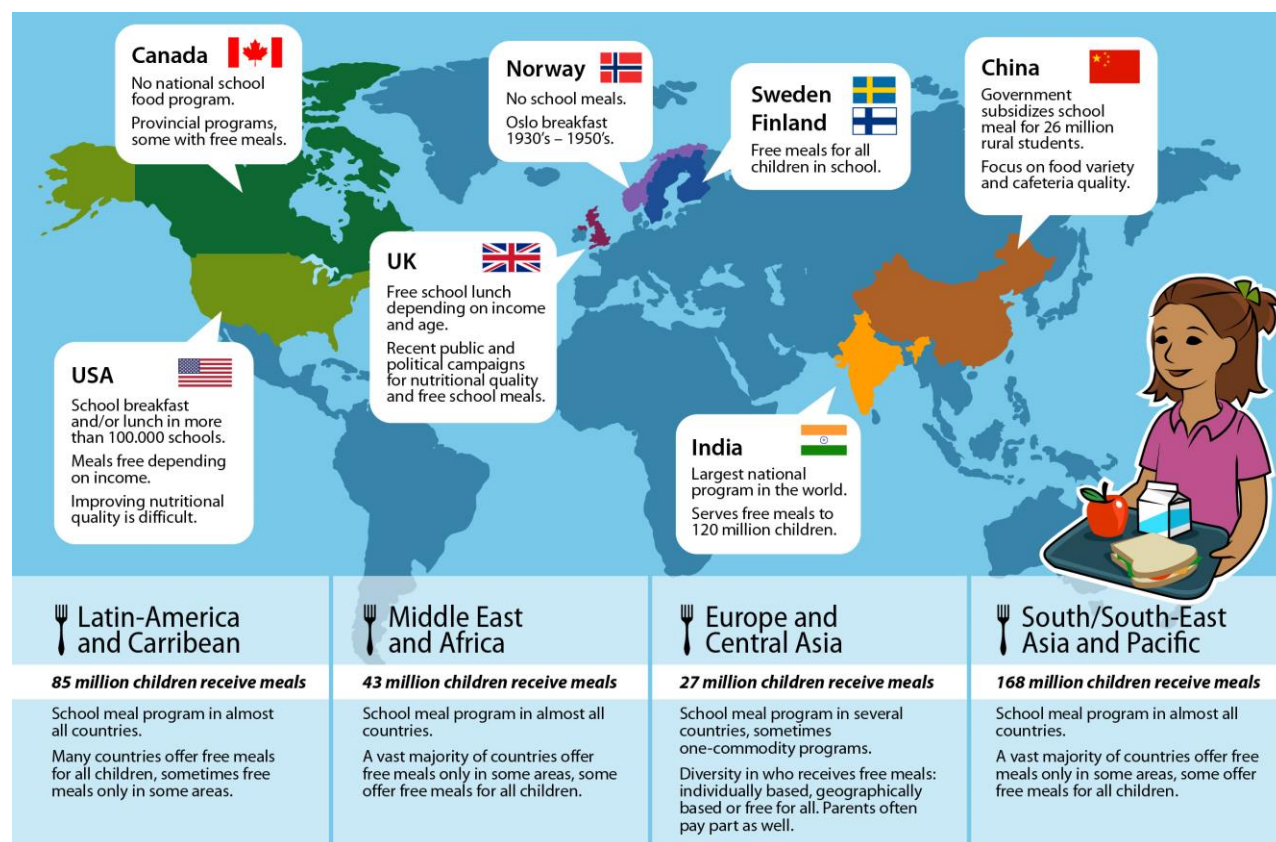 Canada
No national school
food program.
Provincial programs,
some with free meals.
Norway
No school meals.
Oslo breakfast
1930's – 1950's.
Sweden
Finland
Free meals for all
children in school.
China
Government
subsidizes school
meal for 26 million
rural students.
Focus on food variety
and cafeteria quality.
UK
Free school lunch
depending on income
and age.
Recent public and
political campaigns
for nutritional quality
and free school meals.
USA
School breakfast
and/or lunch in more
than 100.000 schools.
Meals free depending
on income.
Improving nutritional
quality is difficult.
India
Largest national
program in the world.
Serves free meals to
120 million children.
Latin-America
and Carribean
85 million children receive meals
School meal program in almost
all countries.
Many countries offer free meals
for all children, sometimes free
meals only in some areas.
Middle East
and Africa
43 million children receive meals
School meal program in almost all
countries.
A vast majority of countries offer
free meals only in some areas, some
offer free meals for all children.
Europe and
Central Asia
27 million children receive meals
School meal program in several
countries, sometimes
one-commodity programs.
Diversity in who receives free meals:
individually based, geographically
based or free for all. Parents often
pay part as well.
South/South-East
Asia and Pacific
168 million children receive meals
School meal program in almost all
countries.
A vast majority of countries offer free
meals only in some areas, some offer
free meals for all children.